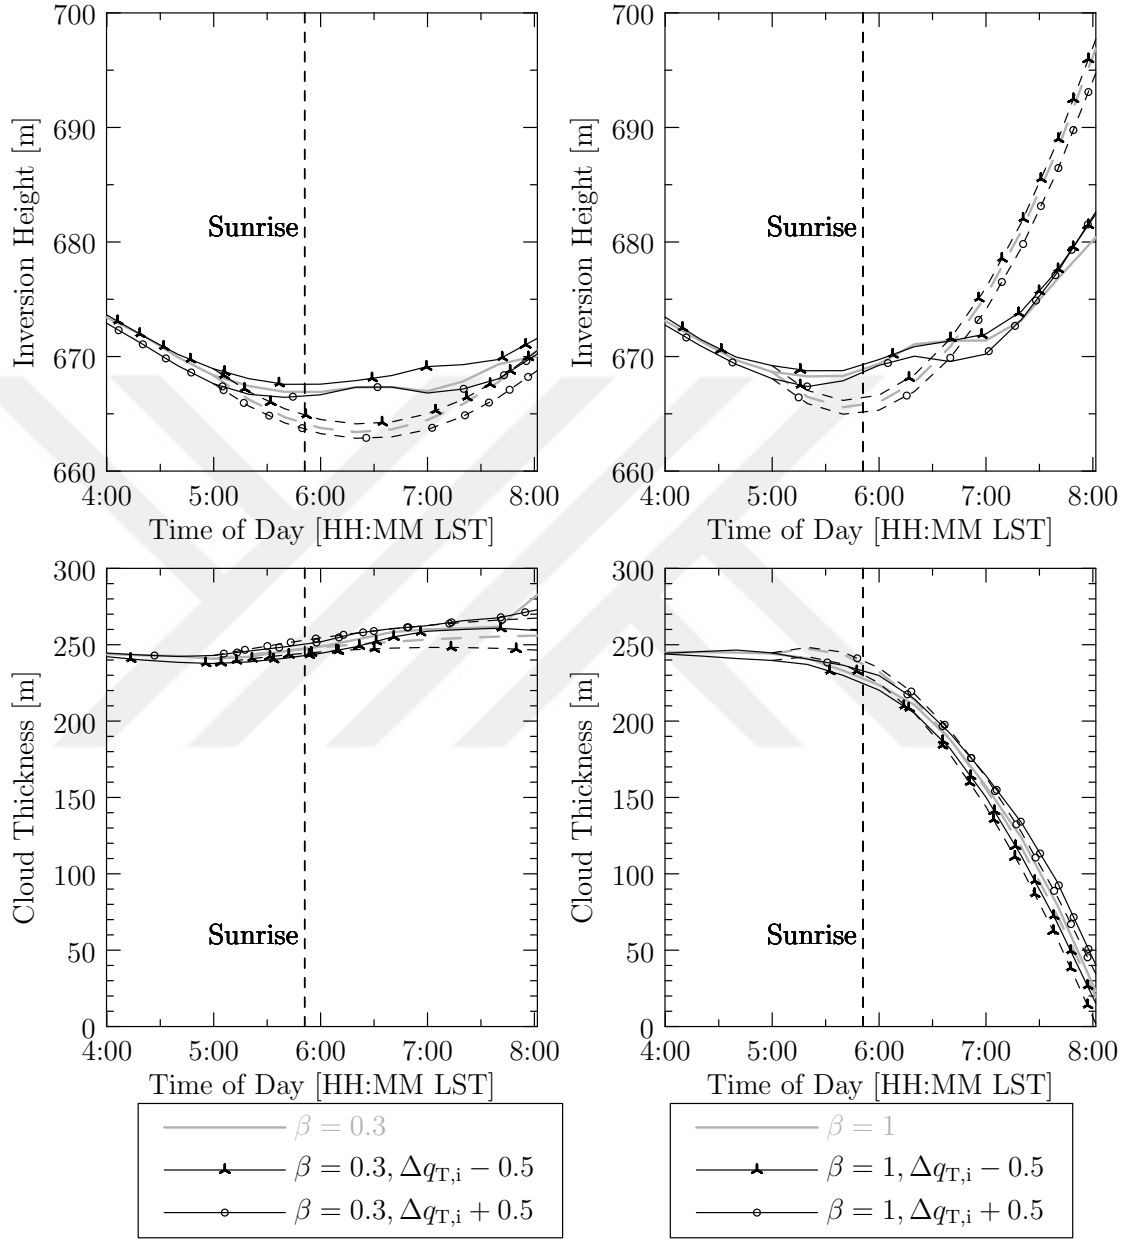 700
690
680
670
660
Inversion Height [m]
Sunrise
4:00 5:00 6:00 7:00 8:00
Time of Day [HH:MM LST]
700
690
680
670
660
Inversion Height [m]
Sunrise
4:00 5:00 6:00 7:00 8:00
Time of Day [HH:MM LST]
300
250
200
150
100
50
0
Cloud Thickness [m]
Sunrise
4:00 5:00 6:00 7:00 8:00
Time of Day [HH:MM LST]
300
250
200
150
100
50
0
Cloud Thickness [m]
Sunrise
4:00 5:00 6:00 7:00 8:00
Time of Day [HH:MM LST]
β = 0.3
β = 0.3, Δq_T,i − 0.5
β = 0.3, Δq_T,i + 0.5
β = 1
β = 1, Δq_T,i − 0.5
β = 1, Δq_T,i + 0.5